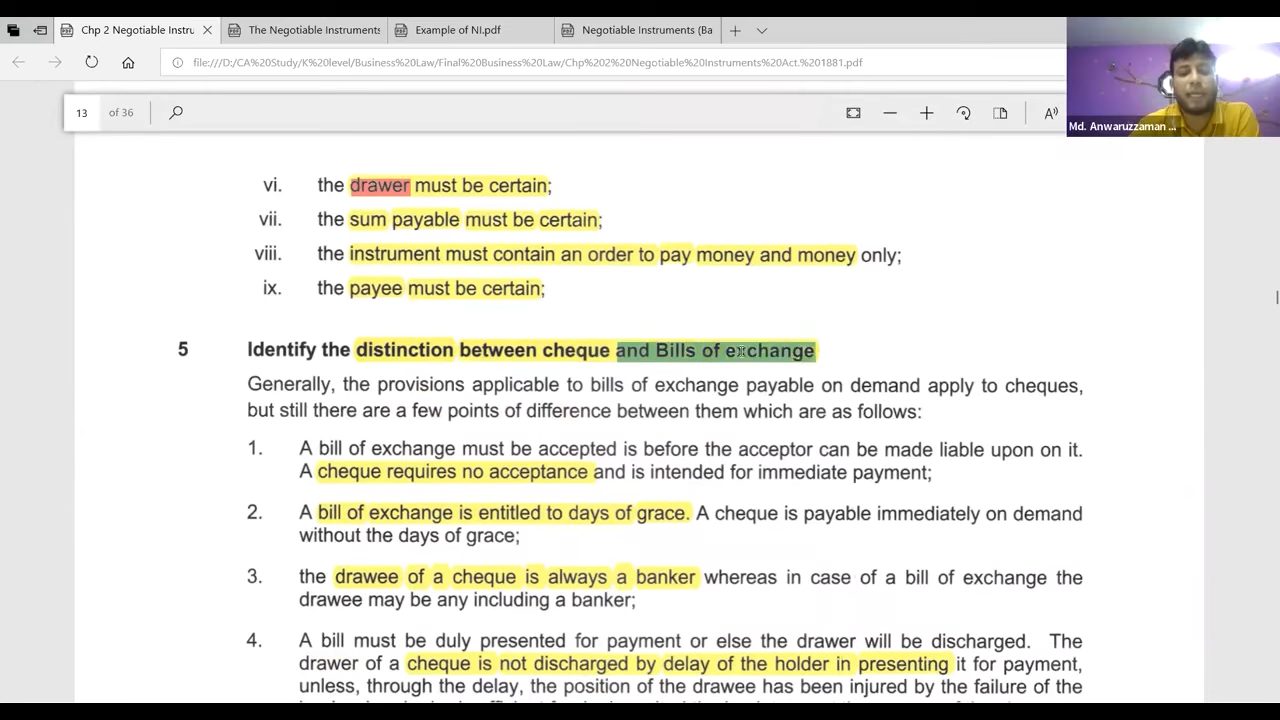 Chp 2 Negotiable Instru
The Negotiable Instruments
Example of NI.pdf
Negotiable Instruments (Ba
file:///D:/CA%20Study/K%20level/Business%20Law/Final%20Business%20Law/Chp%202%20Negotiable%20Instruments%20Act.%201881.pdf
13 of 36
Md. Anwaruzzaman ...
vi. the drawer must be certain;
vii. the sum payable must be certain;
viii. the instrument must contain an order to pay money and money only;
ix. the payee must be certain;
5 Identify the distinction between cheque and Bills of exchange
Generally, the provisions applicable to bills of exchange payable on demand apply to cheques,
but still there are a few points of difference between them which are as follows:
1. A bill of exchange must be accepted is before the acceptor can be made liable upon on it.
A cheque requires no acceptance and is intended for immediate payment;
2. A bill of exchange is entitled to days of grace. A cheque is payable immediately on demand
without the days of grace;
3. the drawee of a cheque is always a banker whereas in case of a bill of exchange the
drawee may be any including a banker;
4. A bill must be duly presented for payment or else the drawer will be discharged. The
drawer of a cheque is not discharged by delay of the holder in presenting it for payment,
unless, through the delay, the position of the drawee has been injured by the failure of the